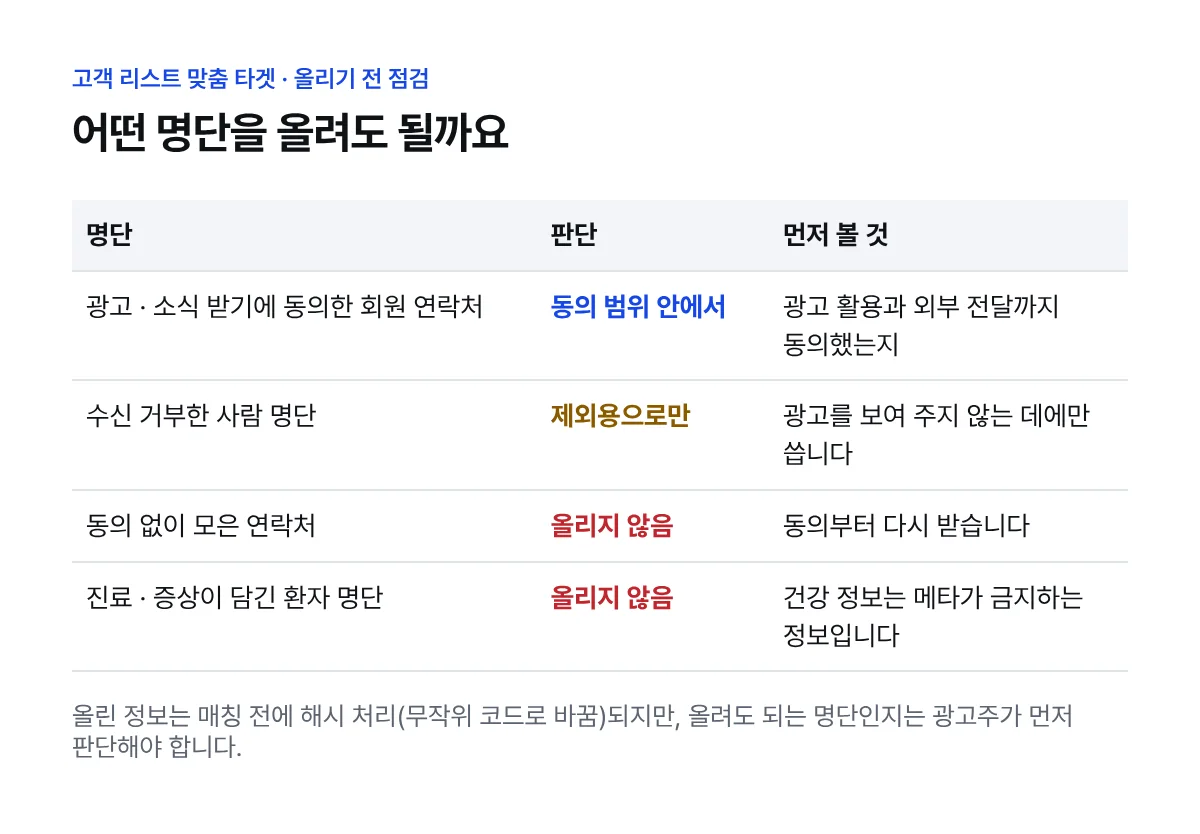 고객 리스트 맞춤 타겟 · 올리기 전 점검
어떤 명단을 올려도 될까요
명단 판단 먼저 볼 것
광고 · 소식 받기에 동의한 회원 연락처 동의 범위 안에서 광고 활용과 외부 전달까지
동의했는지
수신 거부한 사람 명단 제외용으로만 광고를 보여 주지 않는 데에만
씁니다
동의 없이 모은 연락처 올리지 않음 동의부터 다시 받습니다
진료 · 증상이 담긴 환자 명단 올리지 않음 건강 정보는 메타가 금지하는
정보입니다
올린 정보는 매칭 전에 해시 처리(무작위 코드로 바꿈)되지만, 올려도 되는 명단인지는 광고주가 먼저
판단해야 합니다.